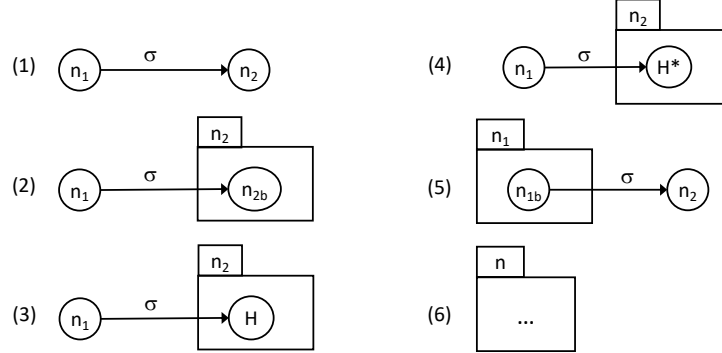 (1) n₁ σ n₂
(2) n₁ σ n₂ n₂b
(3) n₁ σ n₂ H
(4) n₁ σ n₂ H*
(5) n₁ n₁b σ n₂
(6) n ...